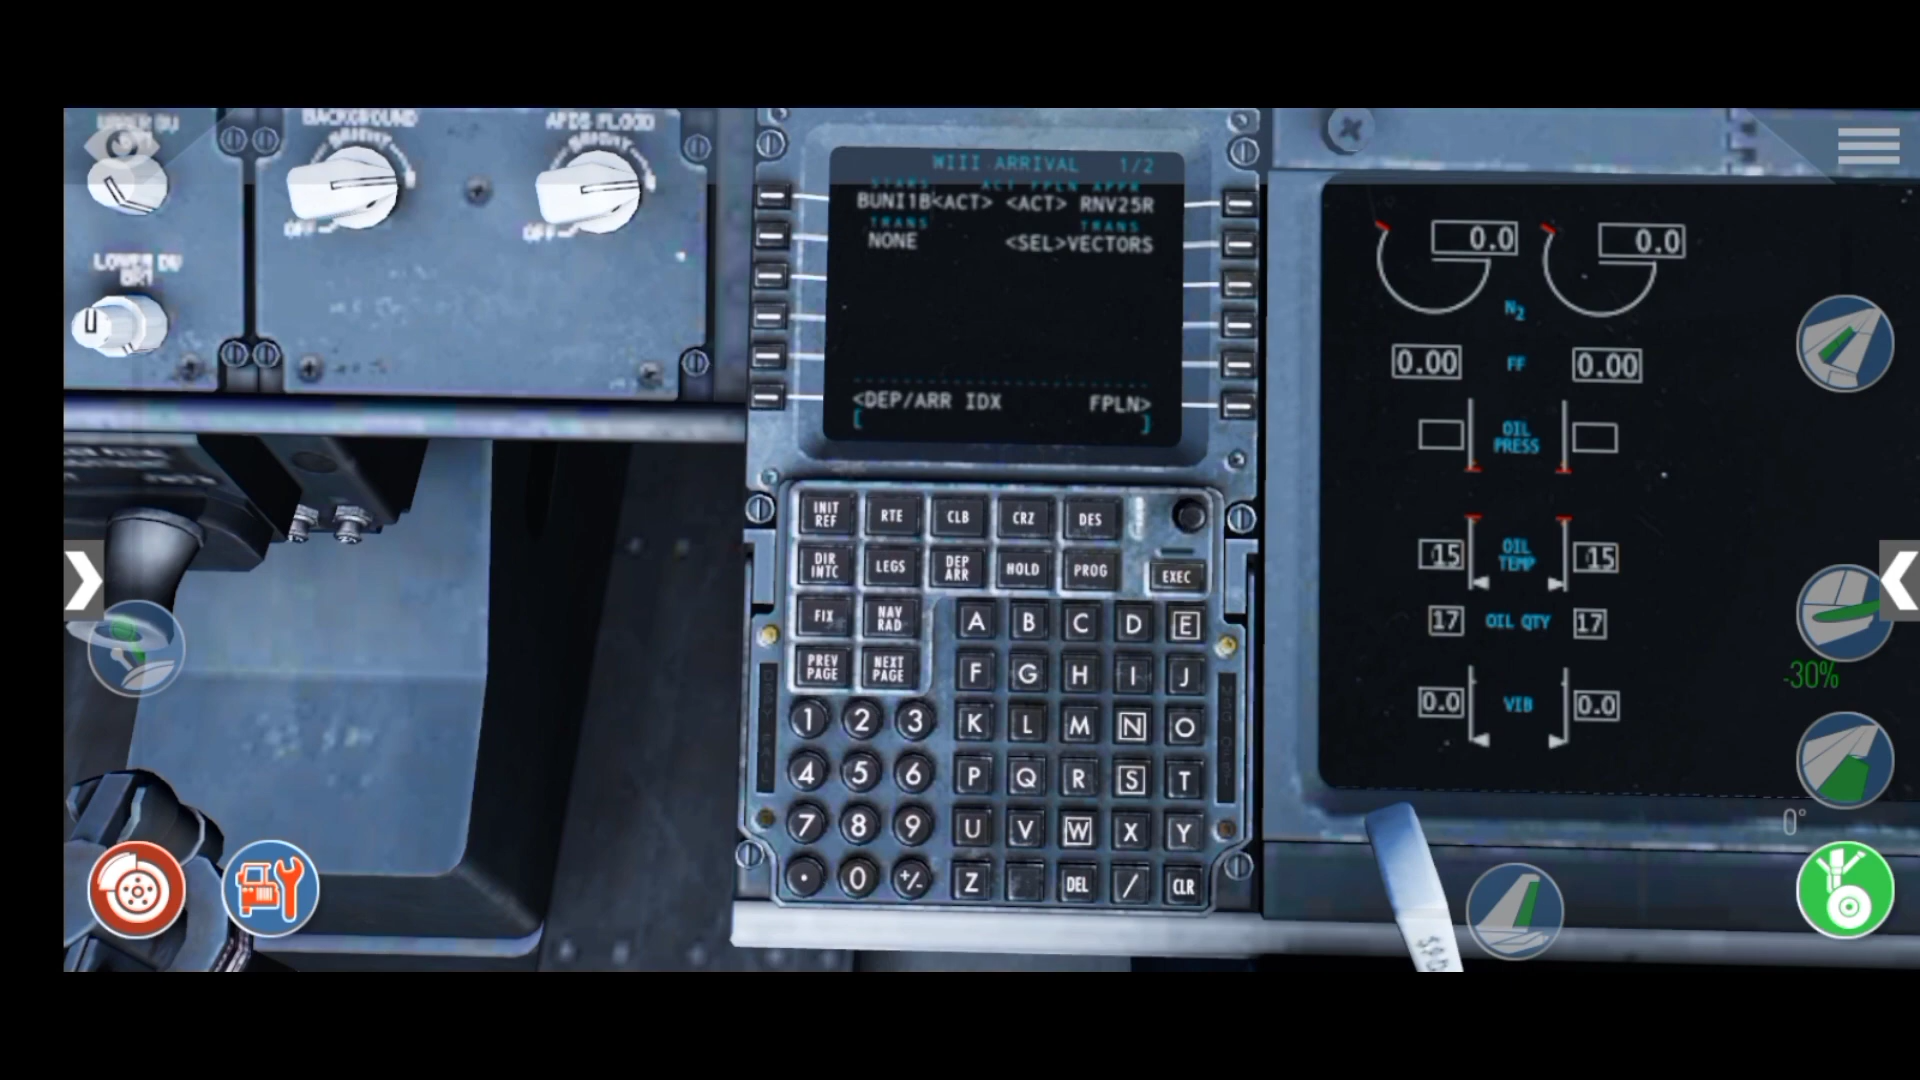 UPPER DU
BACKGROUND
BRIGHT
OFF
AFDS FLOOD
BRIGHT
OFF
LOWER DU
BRT
WIII ARRIVAL 1/2
STARS ACT FPLN APPR
BUNI1B<ACT> <ACT> RNV25R
TRANS TRANS
NONE <SEL>VECTORS
<DEP/ARR IDX FPLN>
[ ]
INIT REF RTE CLB CRZ DES
DIR INTC LEGS DEP ARR HOLD PROG EXEC
FIX NAV RAD A B C D E
PREV PAGE NEXT PAGE F G H I J
1 2 3 K L M N O
4 5 6 P Q R S T
7 8 9 U V W X Y
. 0 +/- Z DEL / CLR
0.0 0.0
N2
0.00 FF 0.00
OIL PRESS
15 OIL TEMP 15
17 OIL QTY 17
0.0 VIB 0.0
-30%
0°